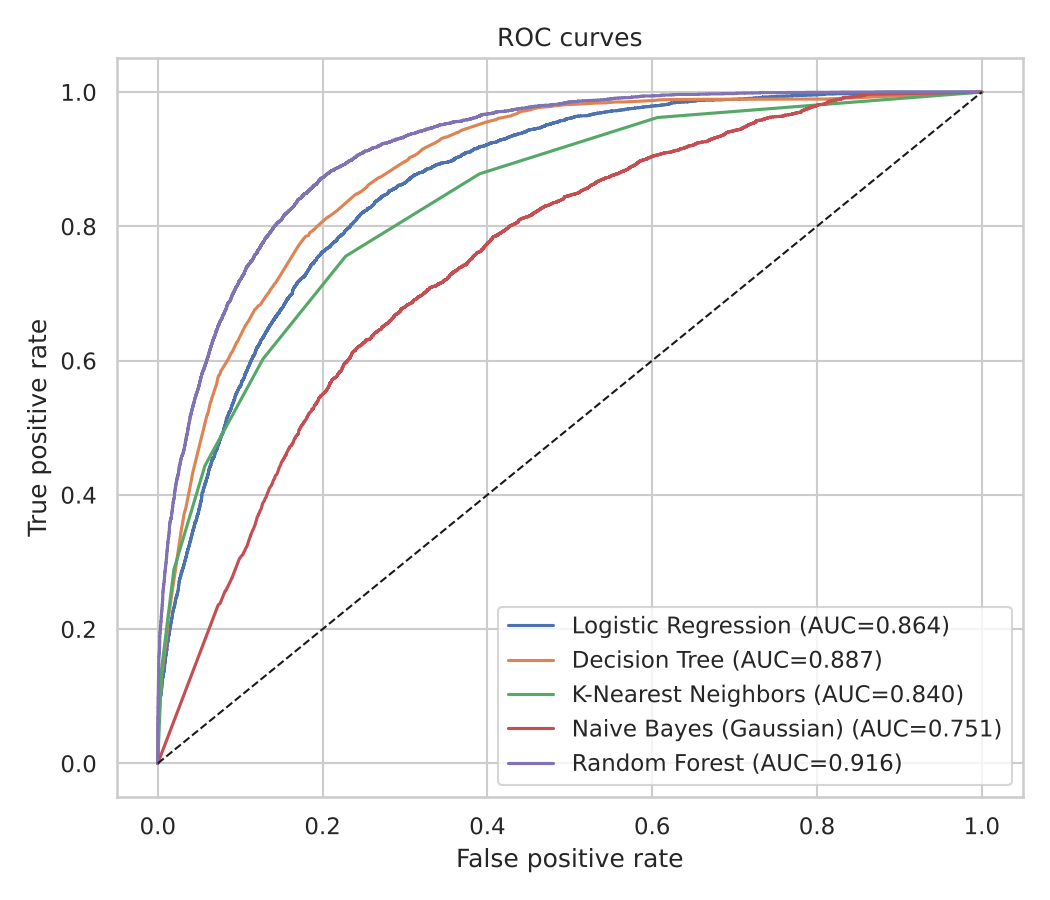 ROC curves
True positive rate
1.0
0.8
0.6
0.4
0.2
0.0
Logistic Regression (AUC=0.864)
Decision Tree (AUC=0.887)
K-Nearest Neighbors (AUC=0.840)
Naive Bayes (Gaussian) (AUC=0.751)
Random Forest (AUC=0.916)
0.0 0.2 0.4 0.6 0.8 1.0
False positive rate